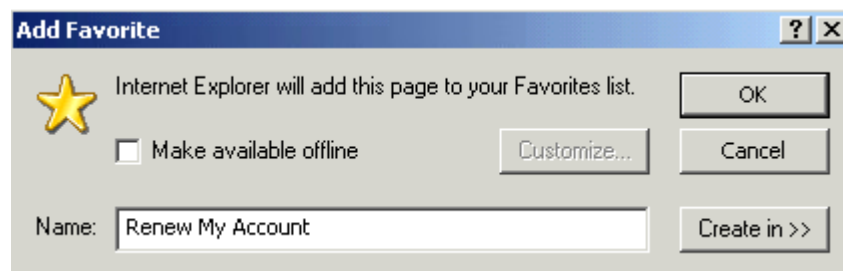 Add Favorite
Internet Explorer will add this page to your Favorites list.
OK
Make available offline
Customize...
Cancel
Name:
Renew My Account
Create in >>